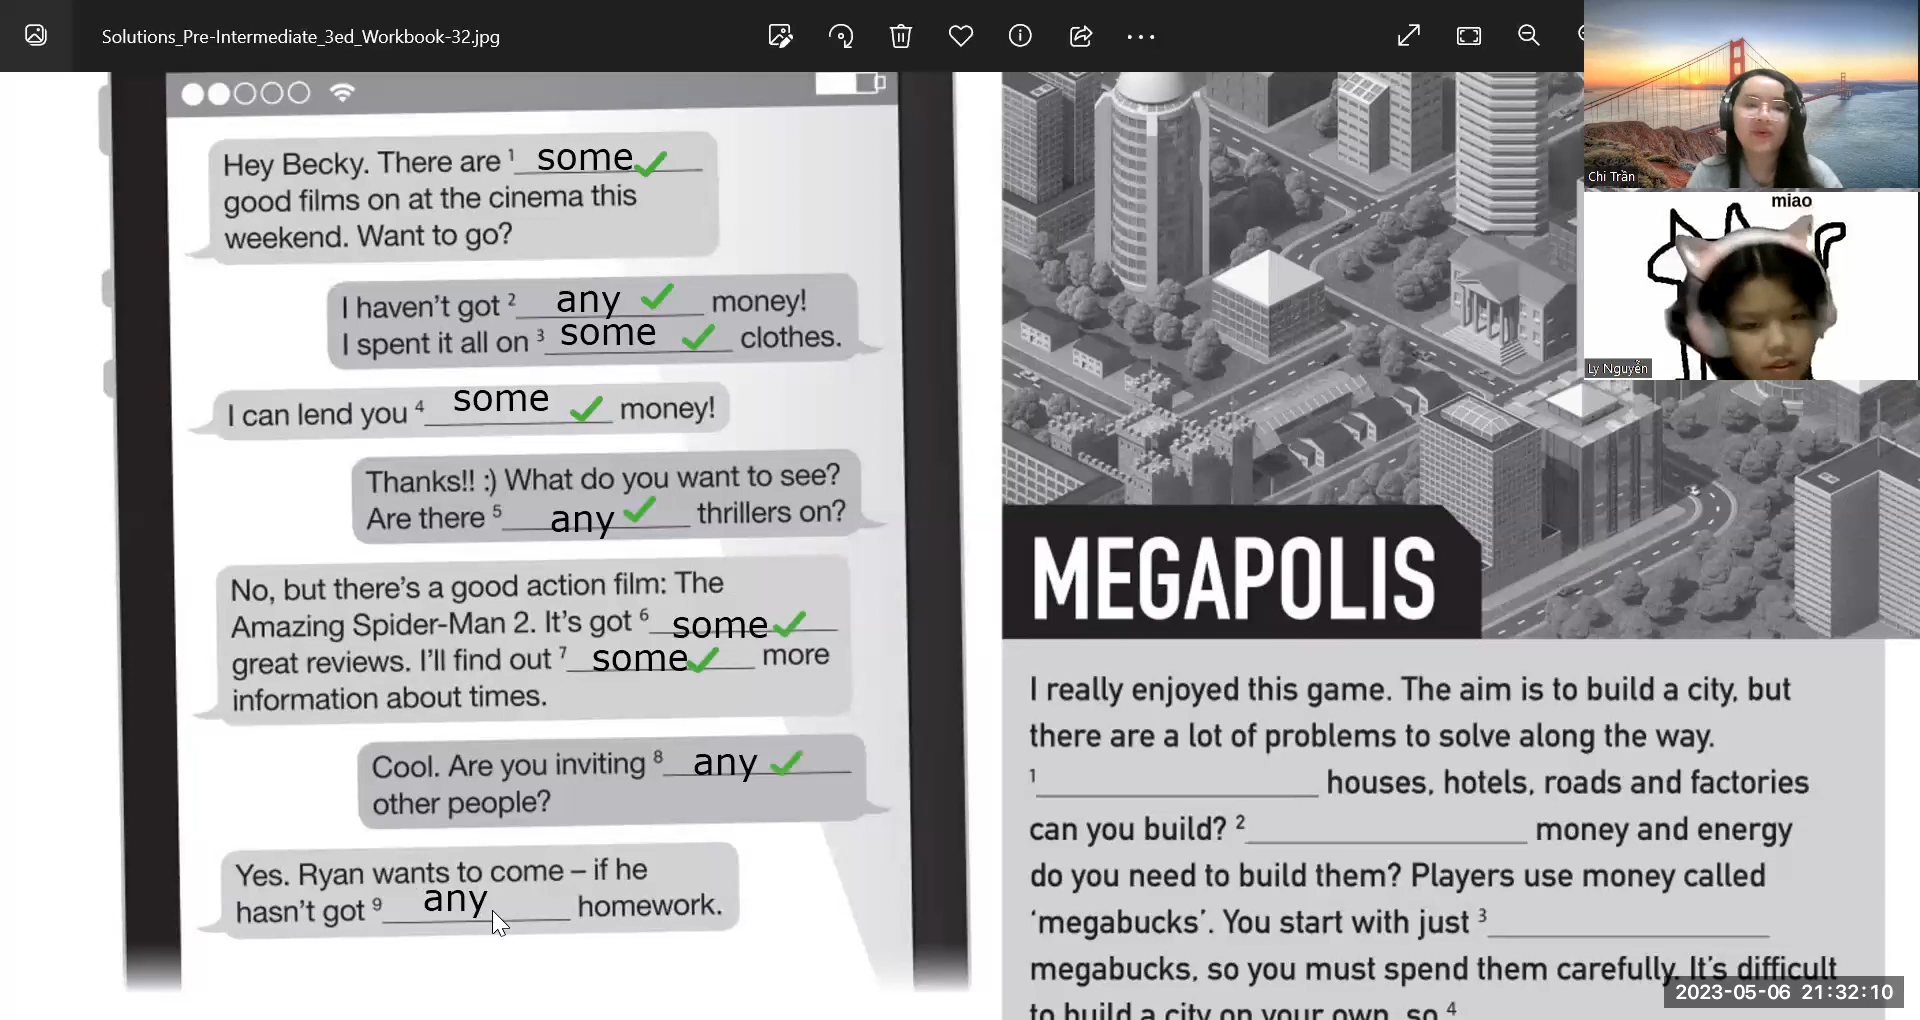 Solutions_Pre-Intermediate_3ed_Workbook-32.jpg
Hey Becky. There are 1 some
good films on at the cinema this
weekend. Want to go?
I haven't got 2 any money!
I spent it all on 3 some clothes.
I can lend you 4 some money!
Thanks!! :) What do you want to see?
Are there 5 any thrillers on?
No, but there's a good action film: The
Amazing Spider-Man 2. It's got 6 some
great reviews. I'll find out 7 some more
information about times.
Cool. Are you inviting 8 any
other people?
Yes. Ryan wants to come – if he
hasn't got 9 any homework.
MEGAPOLIS
I really enjoyed this game. The aim is to build a city, but
there are a lot of problems to solve along the way.
1 houses, hotels, roads and factories
can you build? 2 money and energy
do you need to build them? Players use money called
'megabucks'. You start with just 3
megabucks, so you must spend them carefully. It's difficult
to build a city on your own, so 4
Chi Trần
miao
Ly Nguyễn
2023-05-06 21:32:10